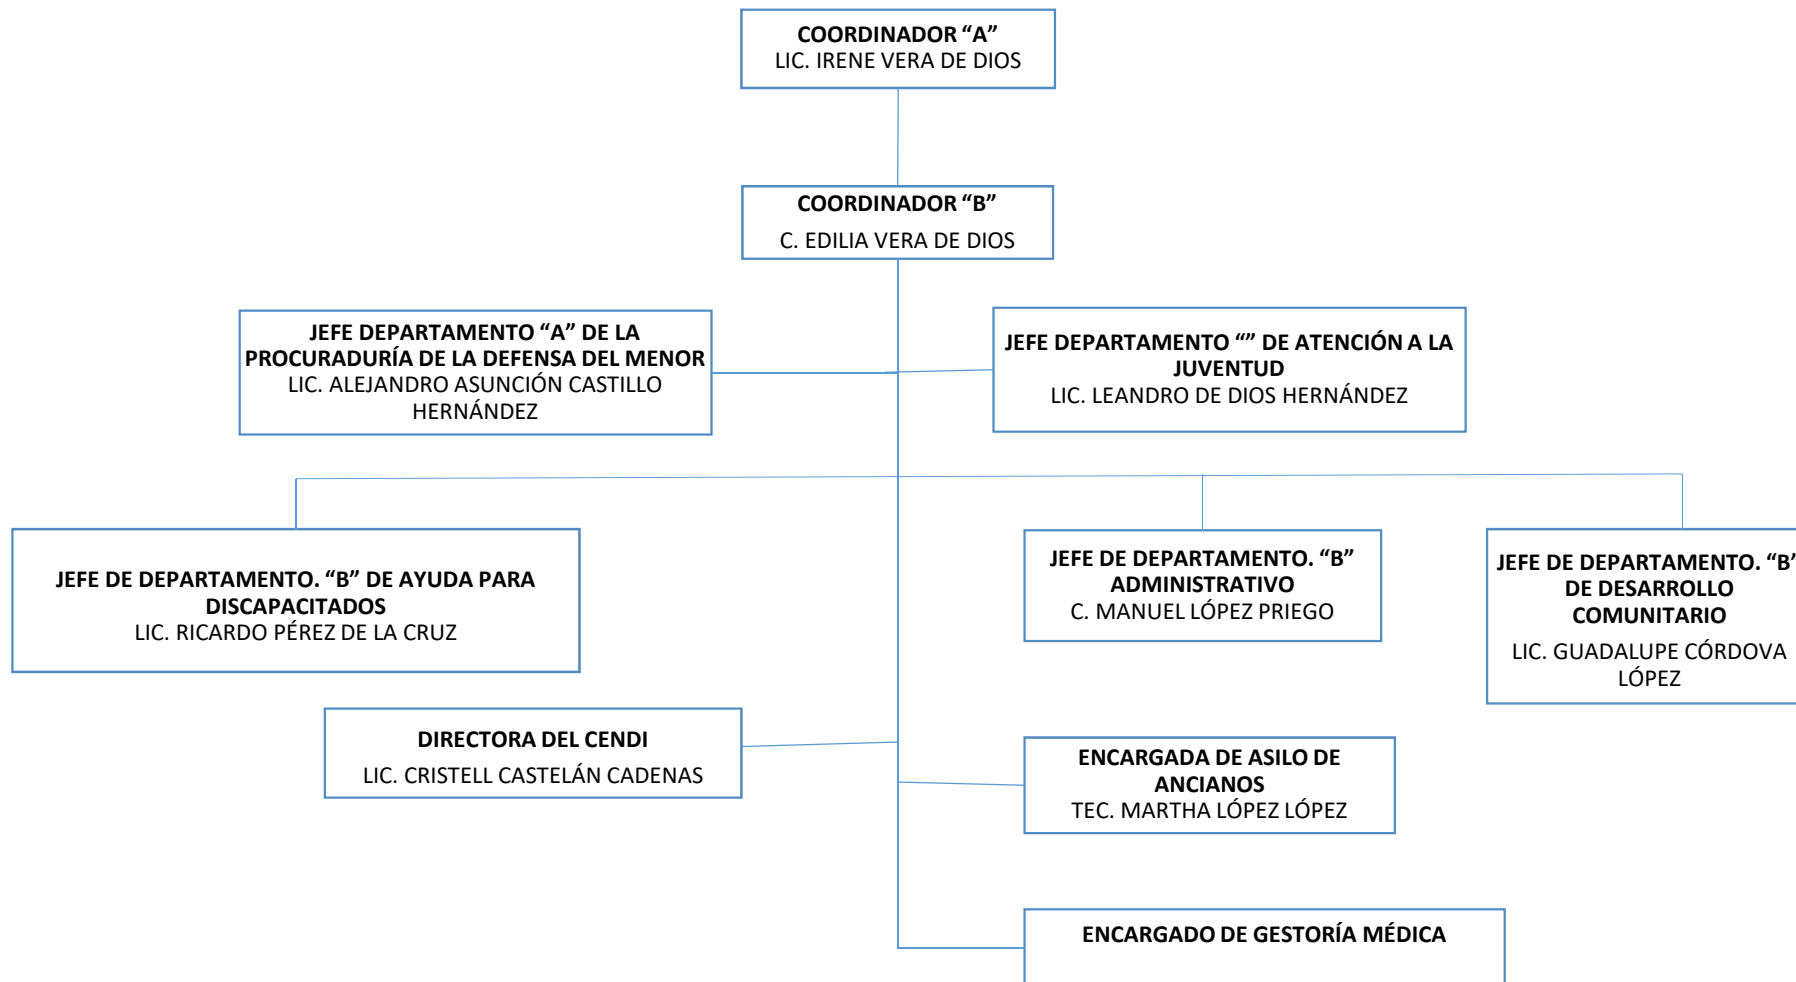 COORDINADOR “A”
LIC. IRENE VERA DE DIOS
COORDINADOR “B”
C. EDILIA VERA DE DIOS
JEFE DEPARTAMENTO “A” DE LA
PROCURADURÍA DE LA DEFENSA DEL MENOR
LIC. ALEJANDRO ASUNCIÓN CASTILLO
HERNÁNDEZ
JEFE DEPARTAMENTO “” DE ATENCIÓN A LA
JUVENTUD
LIC. LEANDRO DE DIOS HERNÁNDEZ
JEFE DE DEPARTAMENTO. “B” DE AYUDA PARA
DISCAPACITADOS
LIC. RICARDO PÉREZ DE LA CRUZ
JEFE DE DEPARTAMENTO. “B”
ADMINISTRATIVO
C. MANUEL LÓPEZ PRIEGO
JEFE DE DEPARTAMENTO. “B”
DE DESARROLLO
COMUNITARIO
LIC. GUADALUPE CÓRDOVA
LÓPEZ
DIRECTORA DEL CENDI
LIC. CRISTELL CASTELÁN CADENAS
ENCARGADA DE ASILO DE
ANCIANOS
TEC. MARTHA LÓPEZ LÓPEZ
ENCARGADO DE GESTORÍA MÉDICA